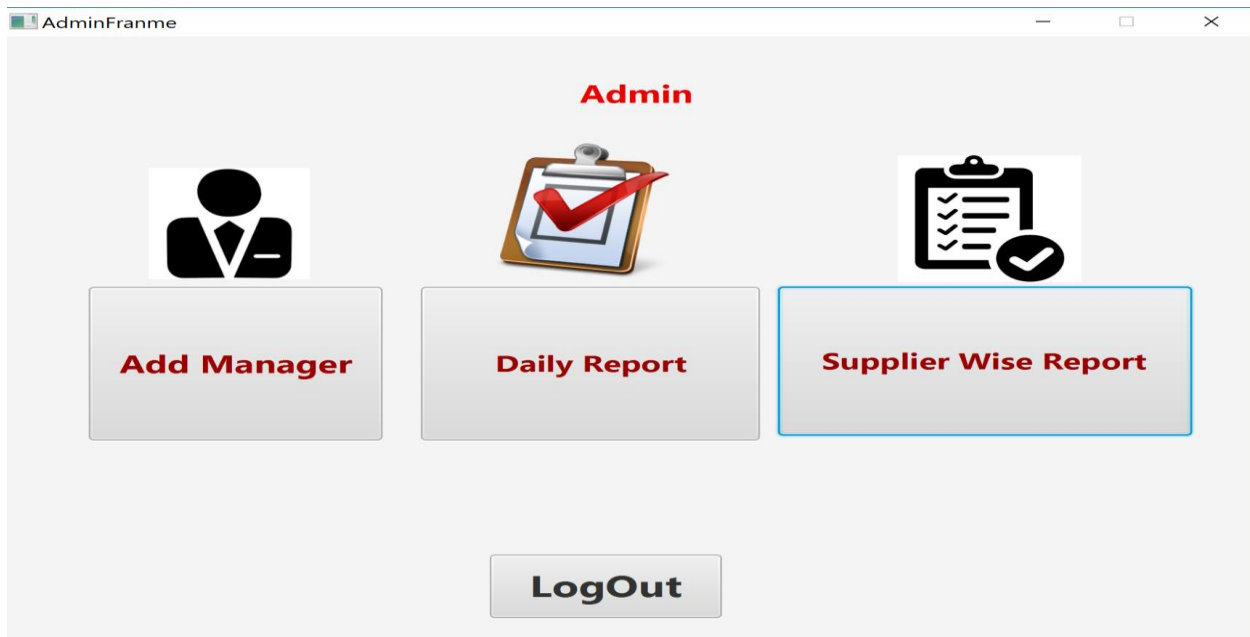 AdminFranme
Admin
Add Manager
Daily Report
Supplier Wise Report
LogOut